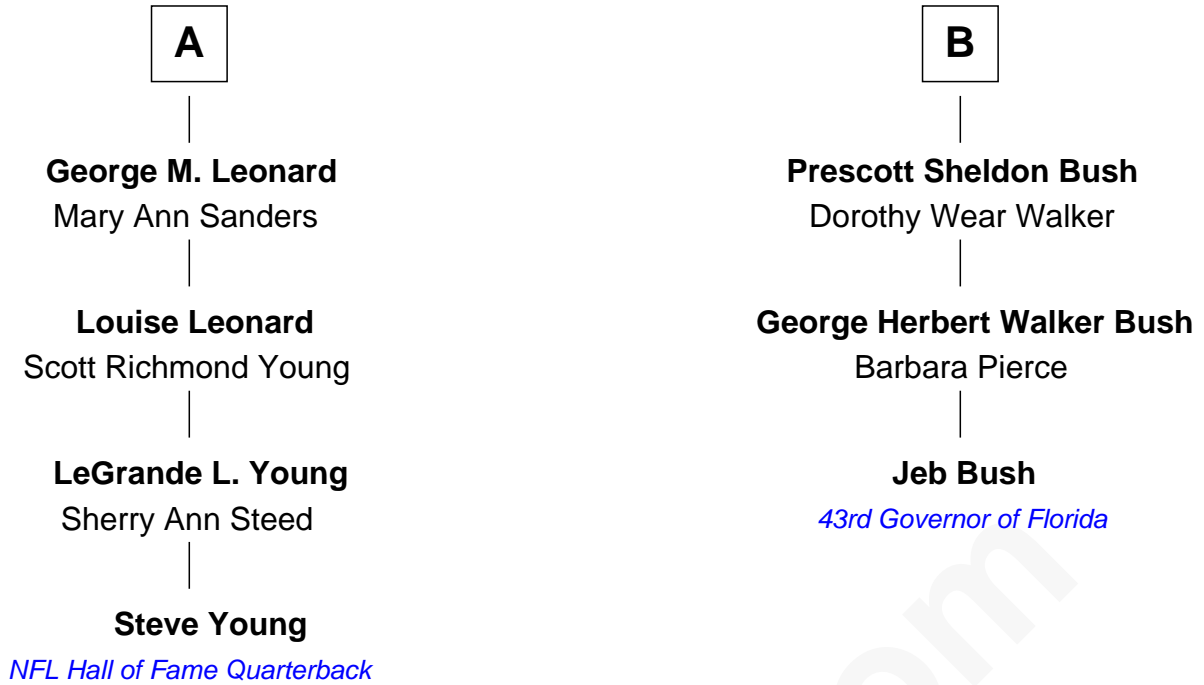 A
George M. Leonard
Mary Ann Sanders
Louise Leonard
Scott Richmond Young
LeGrande L. Young
Sherry Ann Steed
Steve Young
NFL Hall of Fame Quarterback
B
Prescott Sheldon Bush
Dorothy Wear Walker
George Herbert Walker Bush
Barbara Pierce
Jeb Bush
43rd Governor of Florida
om